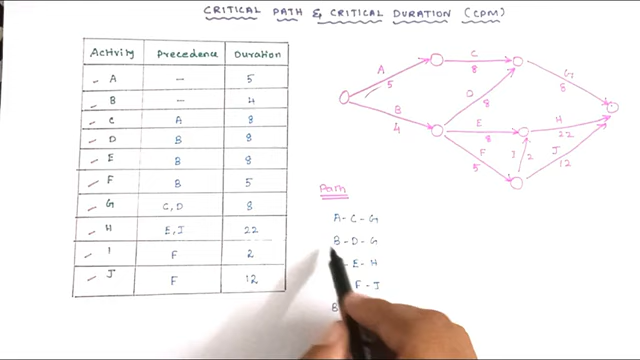 CRITICAL PATH & CRITICAL DURATION (CPM)
Activity Precedence Duration
A - 5
B - 4
C A 8
D B 8
E B 8
F B 5
G C,D 8
H E,I 22
I F 2
J F 12
A 5
C 8
B 4
D 8
E 8
F 5
G 8
H 22
I 2
J 12
Path
A-C-G
B-D-G
-E-H
F-J
B